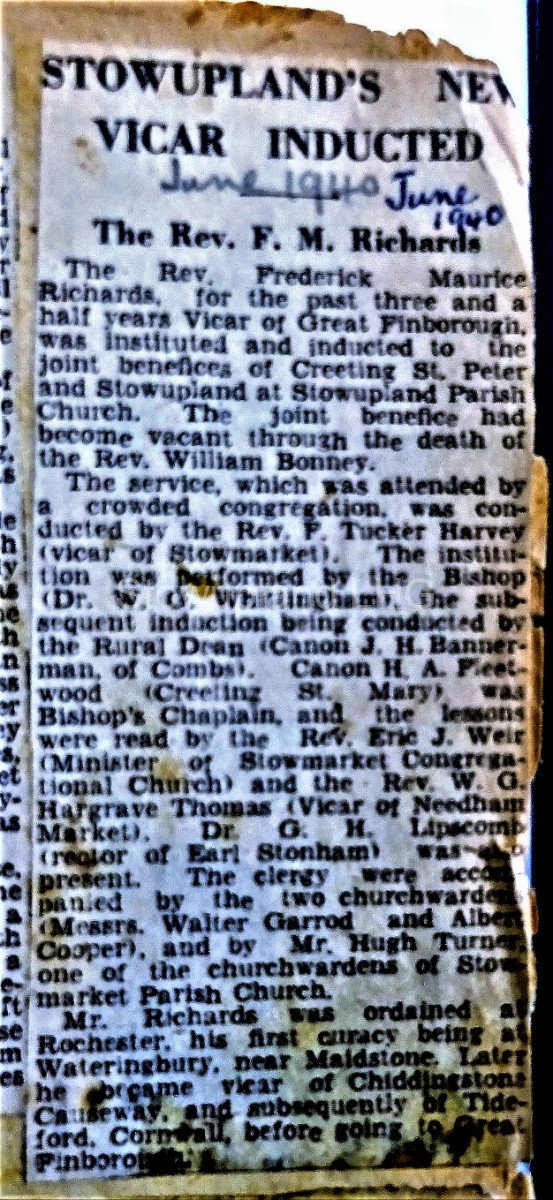 STOWUPLAND'S NEW
VICAR INDUCTED
June 1940 June
1940
The Rev. F. M. Richards
The Rev. Frederick Maurice
Richards, for the past three and a
half years Vicar of Great Finborough,
was instituted and inducted to the
joint benefices of Creeting St. Peter
and Stowupland at Stowupland Parish
Church. The joint benefice had
become vacant through the death of
the Rev. William Bonney.
The service, which was attended by
a crowded congregation, was con-
ducted by the Rev. F. Tucker Harvey
(vicar of Stowmarket). The institu-
tion was performed by the Bishop
(Dr. W. G. Whittingham), the sub-
sequent induction being conducted by
the Rural Dean (Canon J. H. Banner-
man, of Combs). Canon H. A. Fleet-
wood (Creeting St. Mary) was
Bishop's Chaplain, and the lessons
were read by the Rev. Eric J. Weir
(Minister of Stowmarket Congrega-
tional Church) and the Rev. W. G.
Hargrave Thomas (Vicar of Needham
Market). Dr. G. H. Lipscomb
(rector of Earl Stonham) was also
present. The clergy were accom-
panied by the two churchwardens
(Messrs. Walter Garrod and Albert
Cooper), and by Mr. Hugh Turner,
one of the churchwardens of Stow-
market Parish Church.
Mr. Richards was ordained at
Rochester, his first curacy being at
Wateringbury, near Maidstone. Later
he became vicar of Chiddingstone
Causeway, and subsequently of Tide-
ford, Cornwall, before going to Great
Finborough.